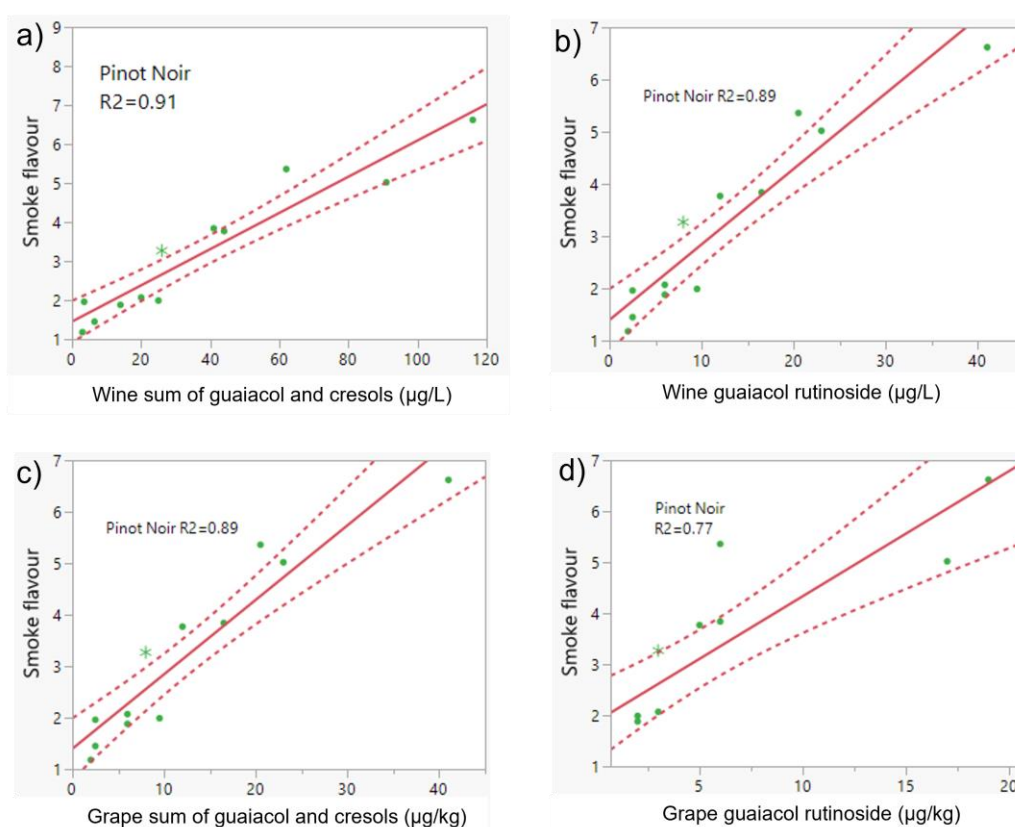 a)
Pinot Noir
R2=0.91
Smoke flavour
9
8
7
6
5
4
3
2
1
0 20 40 60 80 100 120
Wine sum of guaiacol and cresols (µg/L)
b)
Pinot Noir R2=0.89
Smoke flavour
7
6
5
4
3
2
1
0 10 20 30 40
Wine guaiacol rutinoside (µg/L)
c)
Pinot Noir R2=0.89
Smoke flavour
7
6
5
4
3
2
1
0 10 20 30 40
Grape sum of guaiacol and cresols (µg/kg)
d)
Pinot Noir
R2=0.77
Smoke flavour
7
6
5
4
3
2
1
5 10 15 20
Grape guaiacol rutinoside (µg/kg)